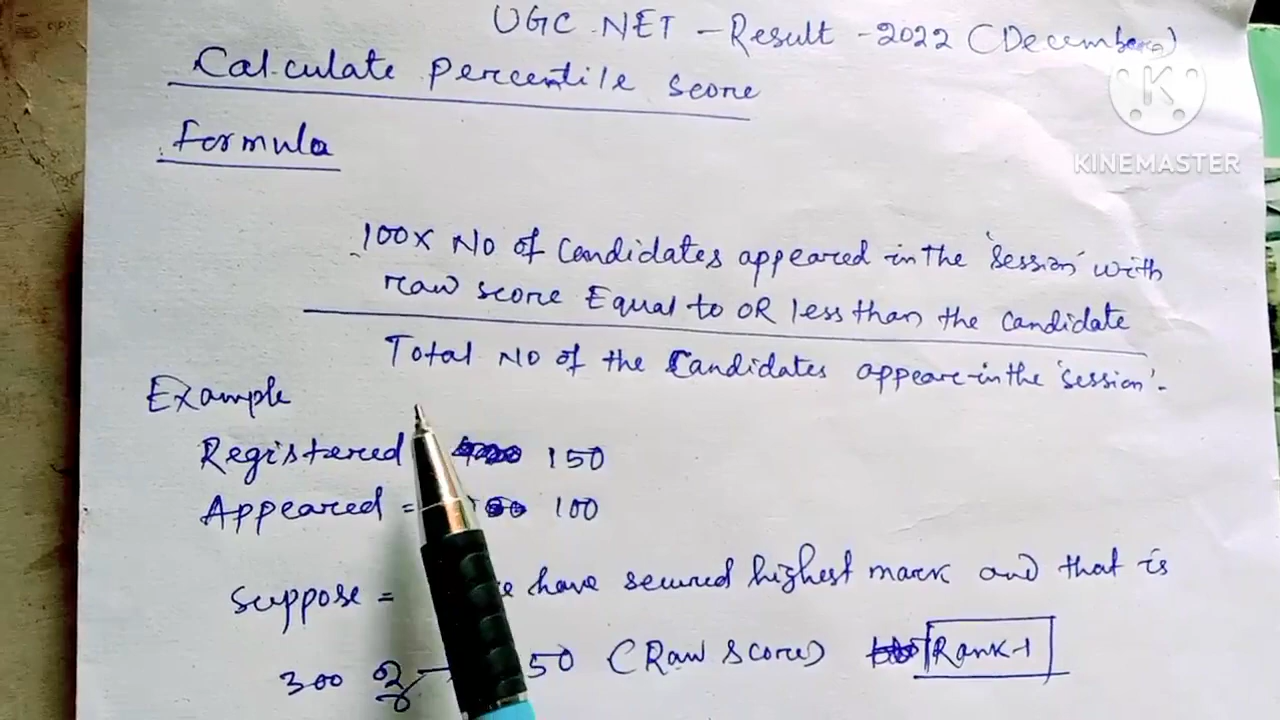 UGC NET - Result - 2022 (December)
Calculate percentile score
Formula
K
KINEMASTER
100x No of Candidates appeared in the 'Session' with
raw score Equal to OR less than the candidate
Total No of the Candidates appeare in the 'session'.
Example
Registered 150
Appeared = 100
suppose = have secured highest mark and that is
300 50 (Raw score) Rank-1